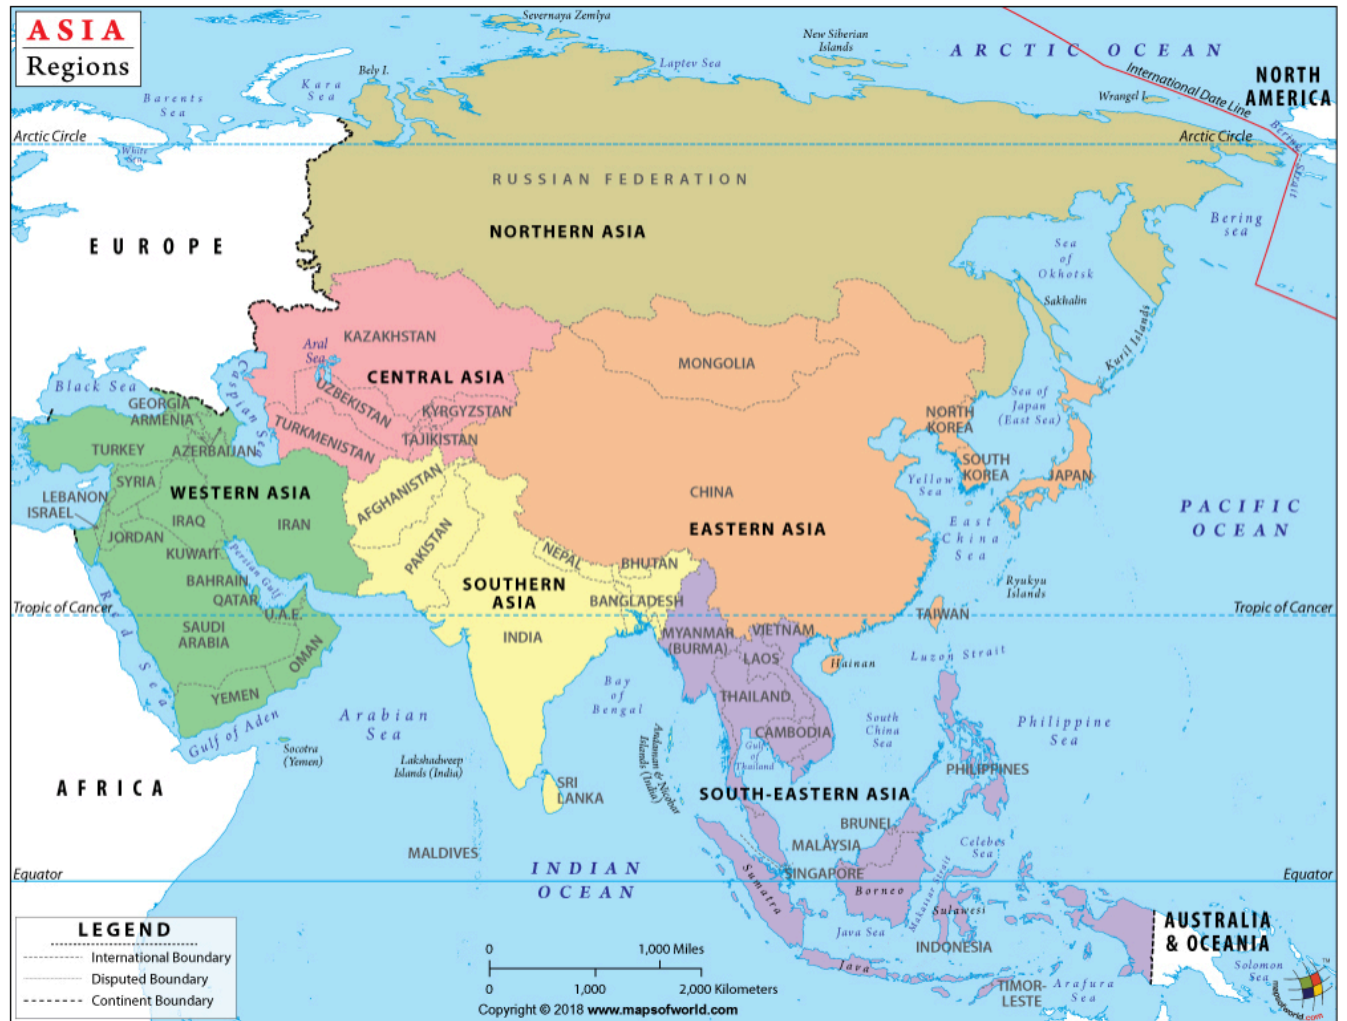 ASIA
Regions
Severnaya Zemlya
New Siberian
Islands
ARCTIC OCEAN
Laptev Sea
Kara
Sea
Bely I.
Barents
Sea
International Date Line
Wrangel I.
NORTH
AMERICA
Arctic Circle
Arctic Circle
White
Sea
Bering
Strait
RUSSIAN FEDERATION
NORTHERN ASIA
EUROPE
Bering
sea
Sea
of
Okhotsk
Sakhalin
Kuril Islands
KAZAKHSTAN
Aral
Sea
CENTRAL ASIA
MONGOLIA
Black Sea
Caspian Sea
UZBEKISTAN
KYRGYZSTAN
TURKMENISTAN
TAJIKISTAN
GEORGIA
ARMENIA
AZERBAIJAN
TURKEY
NORTH
KOREA
Sea of
Japan
(East Sea)
SOUTH
KOREA
JAPAN
Yellow
Sea
SYRIA
LEBANON
ISRAEL
WESTERN ASIA
IRAQ
IRAN
JORDAN
KUWAIT
AFGHANISTAN
PAKISTAN
CHINA
EASTERN ASIA
East
China
Sea
PACIFIC
OCEAN
Persian Gulf
BAHRAIN
QATAR
U.A.E.
NEPAL
BHUTAN
SOUTHERN
ASIA
BANGLADESH
Ryukyu
Islands
Tropic of Cancer
Tropic of Cancer
TAIWAN
Red Sea
SAUDI
ARABIA
OMAN
YEMEN
INDIA
MYANMAR
(BURMA)
VIETNAM
LAOS
Hainan
Luzon Strait
THAILAND
CAMBODIA
Gulf of Aden
Arabian
Sea
Bay
of
Bengal
South
China
Sea
Philippine
Sea
Gulf
of
Thailand
Socotra
(Yemen)
Lakshadweep
Islands (India)
Andaman & Nicobar
Islands (India)
AFRICA
SRI
LANKA
PHILIPPINES
SOUTH-EASTERN ASIA
BRUNEI
MALAYSIA
Celebes
Sea
MALDIVES
INDIAN
OCEAN
SINGAPORE
Equator
Equator
Sumatra
Borneo
Makassar Strait
Sulawesi
Java Sea
INDONESIA
Java
TIMOR-
LESTE
Arafura
Sea
AUSTRALIA
& OCEANIA
Solomon
Sea
LEGEND
International Boundary
Disputed Boundary
Continent Boundary
0 1,000 Miles
0 1,000 2,000 Kilometers
Copyright © 2018 www.mapsofworld.com
TM
mapsofworld.com